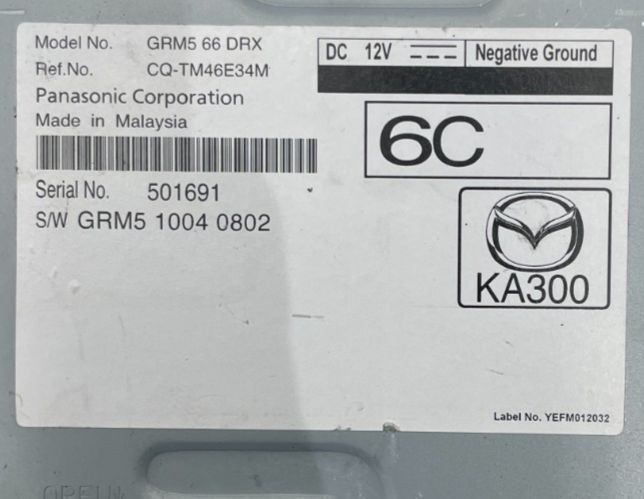 Model No. GRM5 66 DRX
Ref.No. CQ-TM46E34M
Panasonic Corporation
Made in Malaysia
Serial No. 501691
S/W GRM5 1004 0802
DC 12V Negative Ground
6C
KA300
Label No. YEFM012032
OPEN